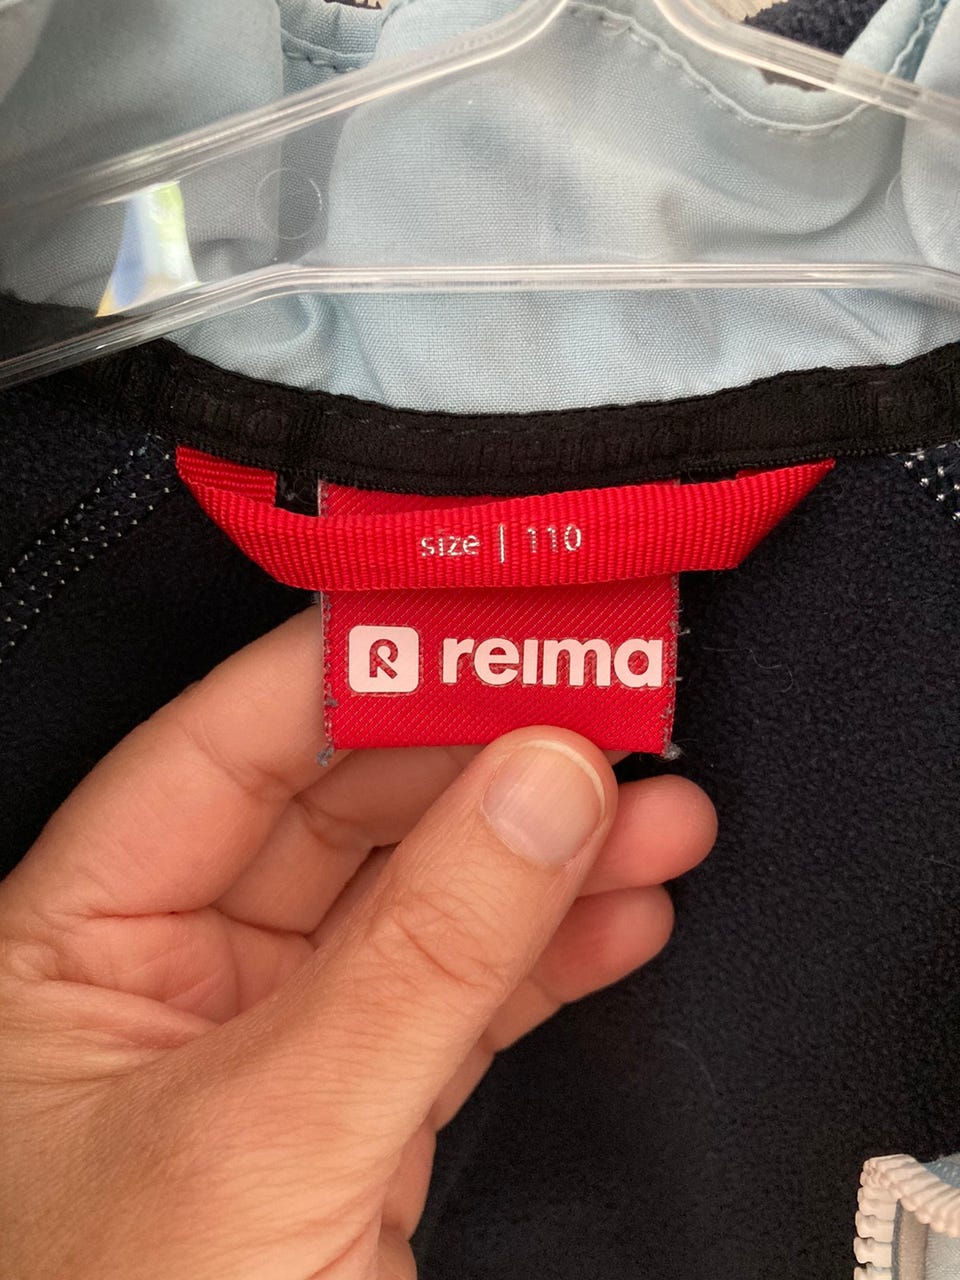 size | 110
reima